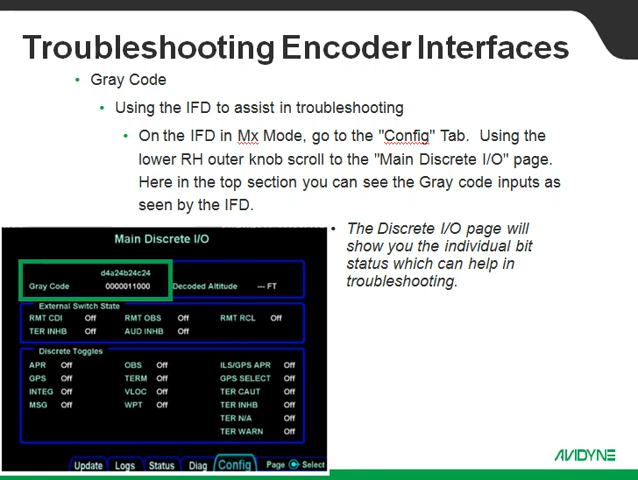 Troubleshooting Encoder Interfaces
• Gray Code
• Using the IFD to assist in troubleshooting
• On the IFD in Mx Mode, go to the "Config" Tab. Using the
lower RH outer knob scroll to the "Main Discrete I/O" page.
Here in the top section you can see the Gray code inputs as
seen by the IFD.
• The Discrete I/O page will
show you the individual bit
status which can help in
troubleshooting.
Main Discrete I/O
d4a24b24c24
Gray Code 0000011000 Decoded Altitude --- FT
External Switch State
RMT CDI Off RMT OBS Off RMT RCL Off
TER INHB Off AUD INHB Off
Discrete Toggles
APR Off OBS Off ILS/GPS APR Off
GPS Off TERM Off GPS SELECT Off
INTEG Off VLOC Off TER CAUT Off
MSG Off WPT Off TER INHB Off
TER N/A Off
TER WARN Off
Update Logs Status Diag Config Page Select
AVIDYNE